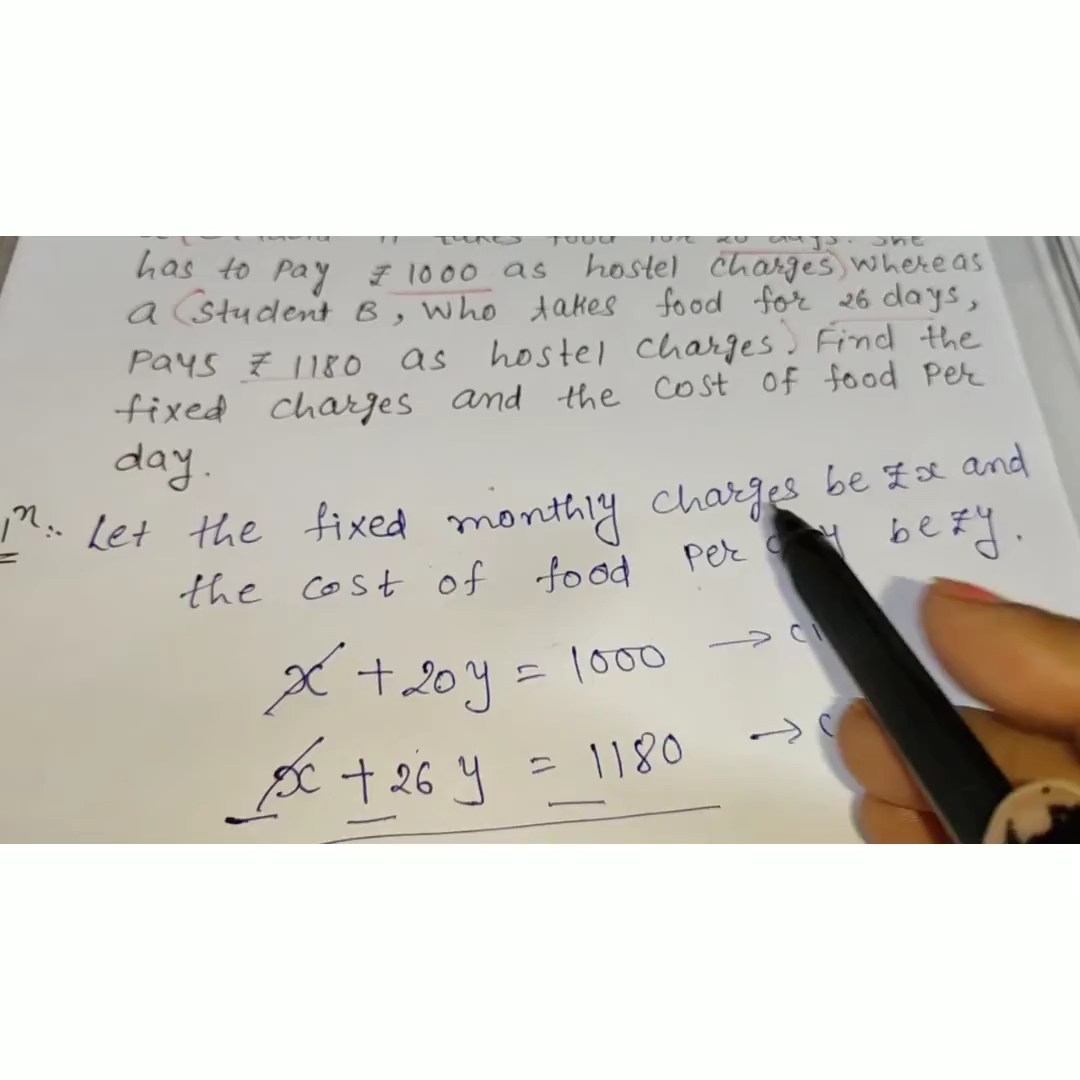 has to Pay ₹ 1000 as hostel charges whereas
a student B, who takes food for 26 days,
Pays ₹ 1180 as hostel charges. Find the
fixed charges and the cost of food Per
day.
Let the fixed monthly charges be ₹x and
the cost of food Per be ₹y.
x + 20y = 1000 →
x + 26y = 1180 →